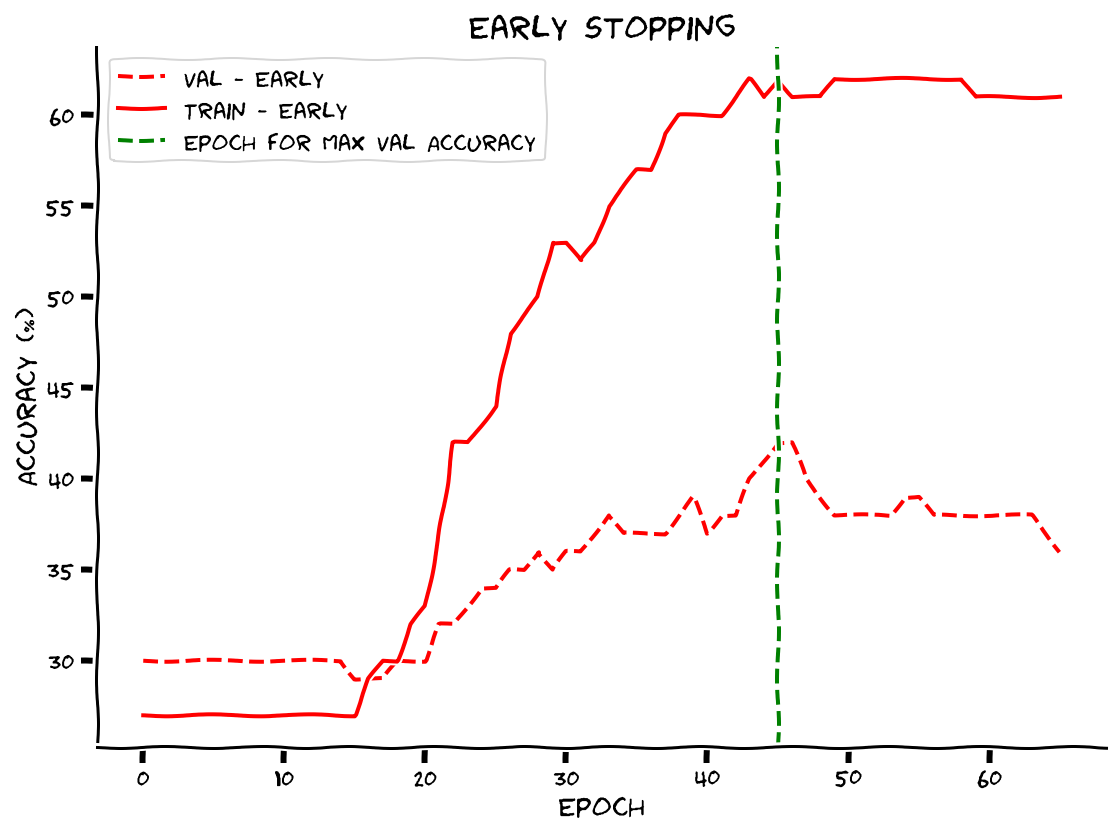 EARLY STOPPING
VAL - EARLY
TRAIN - EARLY
EPOCH FOR MAX VAL ACCURACY
ACCURACY (%)
60
55
50
45
40
35
30
0 10 20 30 40 50 60
EPOCH